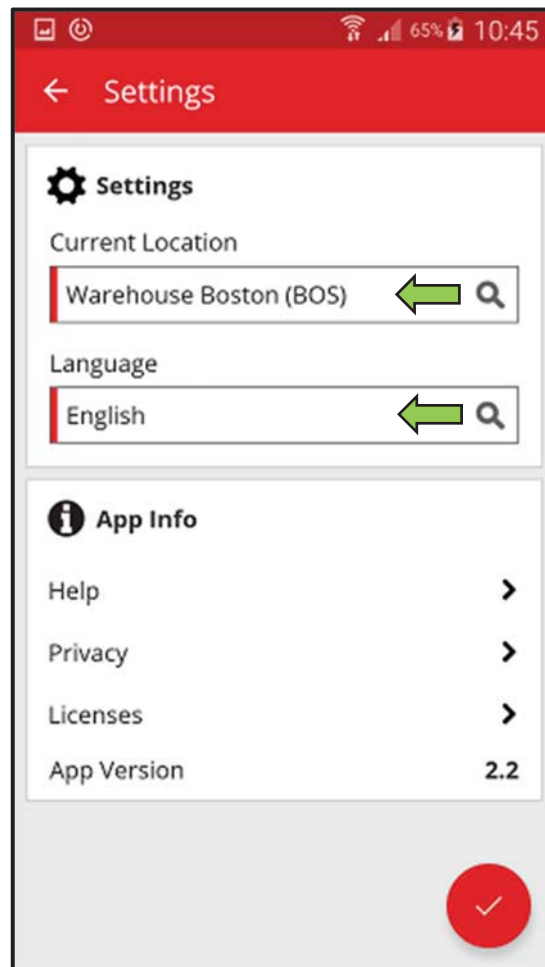 65% 10:45
Settings
Settings
Current Location
Warehouse Boston (BOS)
Language
English
App Info
Help
Privacy
Licenses
App Version 2.2